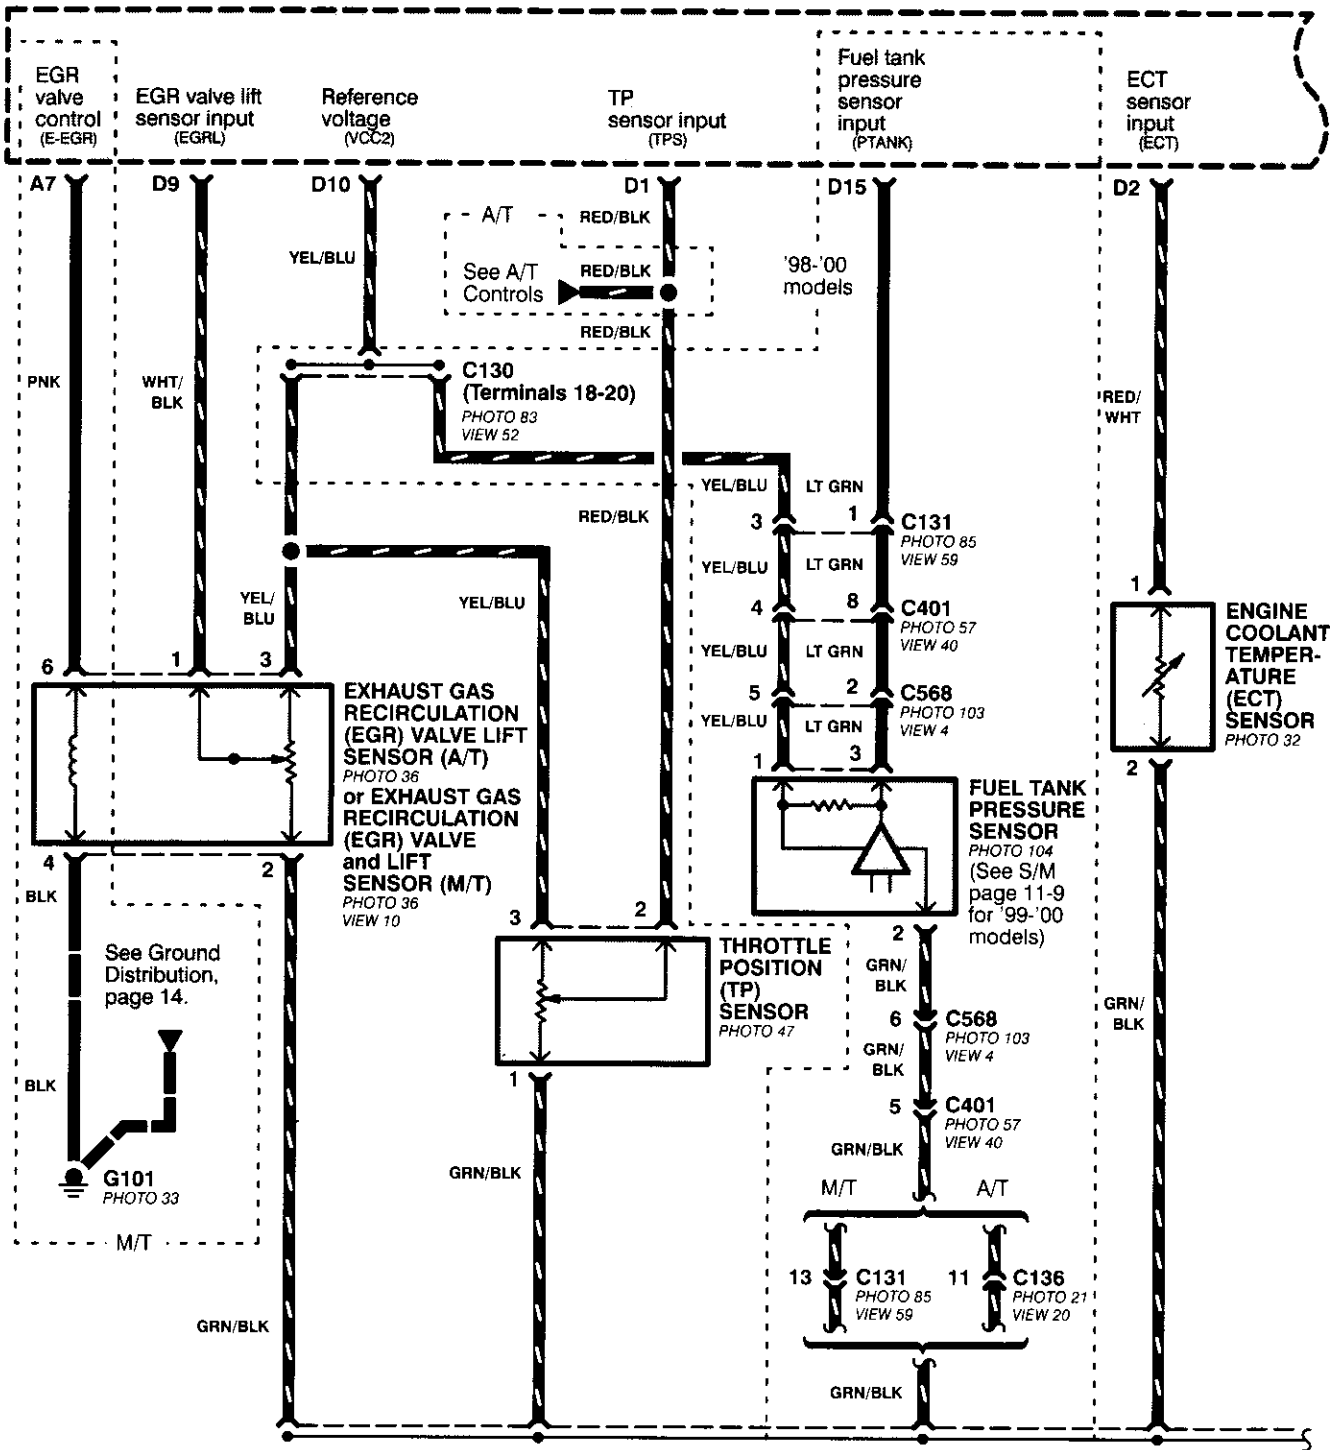 EGR
valve
control
(E-EGR)
EGR valve lift
sensor input
(EGRL)
Reference
voltage
(VCC2)
TP
sensor input
(TPS)
Fuel tank
pressure
sensor
input
(PTANK)
ECT
sensor
input
(ECT)
A7
D9
D10
D1
D15
D2
A/T
RED/BLK
YEL/BLU
See A/T
Controls
RED/BLK
'98-'00
models
RED/BLK
PNK
WHT/
BLK
C130
(Terminals 18-20)
PHOTO 83
VIEW 52
RED/
WHT
YEL/BLU
LT GRN
RED/BLK
3
1
C131
PHOTO 85
VIEW 59
YEL/BLU
LT GRN
YEL/
BLU
YEL/BLU
4
8
C401
PHOTO 57
VIEW 40
YEL/BLU
LT GRN
5
2
C568
PHOTO 103
VIEW 4
YEL/BLU
LT GRN
1
3
1
ENGINE
COOLANT
TEMPER-
ATURE
(ECT)
SENSOR
PHOTO 32
2
6
1
3
EXHAUST GAS
RECIRCULATION
(EGR) VALVE LIFT
SENSOR (A/T)
PHOTO 36
or EXHAUST GAS
RECIRCULATION
(EGR) VALVE
and LIFT
SENSOR (M/T)
PHOTO 36
VIEW 10
FUEL TANK
PRESSURE
SENSOR
PHOTO 104
(See S/M
page 11-9
for '99-'00
models)
4
2
BLK
3
2
2
See Ground
Distribution,
page 14.
THROTTLE
POSITION
(TP)
SENSOR
PHOTO 47
GRN/
BLK
6
C568
PHOTO 103
VIEW 4
GRN/
BLK
GRN/
BLK
BLK
1
5
C401
PHOTO 57
VIEW 40
GRN/BLK
G101
PHOTO 33
GRN/BLK
M/T
A/T
M/T
13
C131
PHOTO 85
VIEW 59
11
C136
PHOTO 21
VIEW 20
GRN/BLK
GRN/BLK